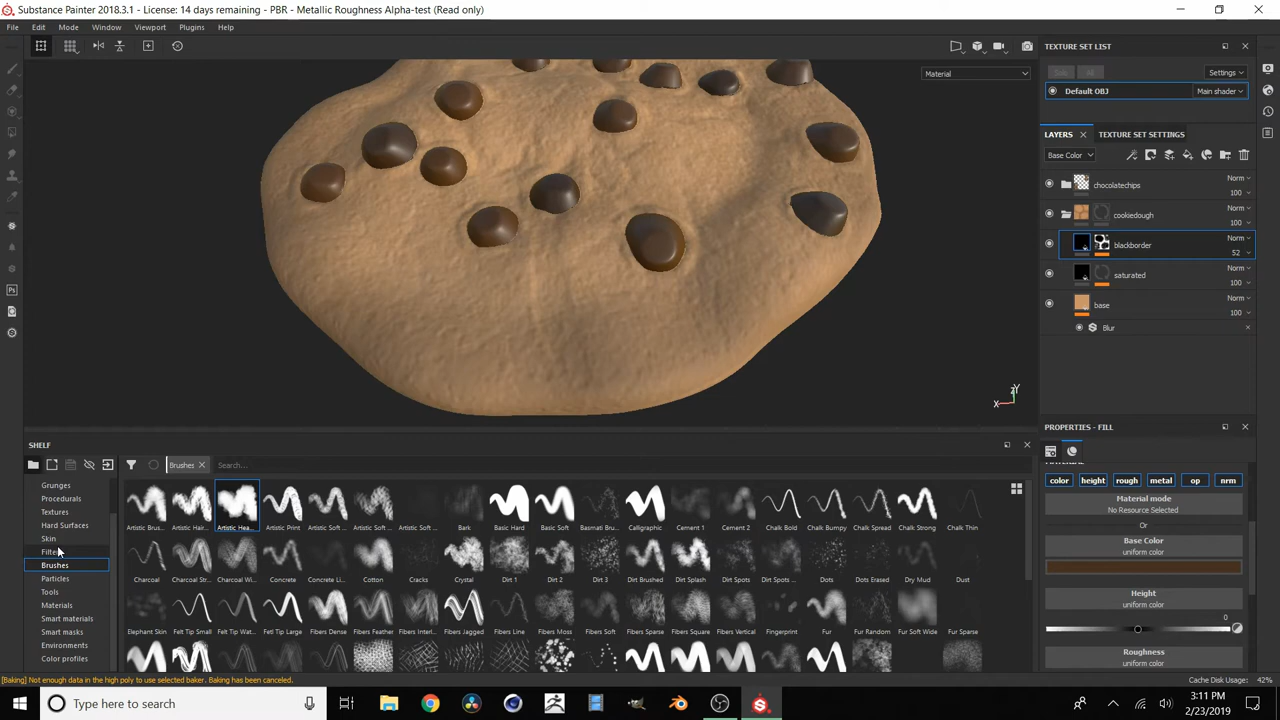 Substance Painter 2018.3.1 - License: 14 days remaining - PBR - Metallic Roughness Alpha-test (Read only)
File Edit Mode Window Viewport Plugins Help
Material
TEXTURE SET LIST
Solo All Settings
Default OBJ Main shader
LAYERS TEXTURE SET SETTINGS
Base Color
chocolatechips Norm 100
cookiedough Norm 100
blackborder Norm 52
saturated Norm 100
base Norm 100
Blur
Y
Z
X
PROPERTIES - FILL
MATERIAL
color height rough metal op nrm
Material mode
No Resource Selected
Or
Base Color
uniform color
Height
uniform color
0
Roughness
uniform color
SHELF
Brushes Search...
Grunges
Procedurals
Textures
Hard Surfaces
Skin
Brushes
Particles
Tools
Materials
Smart materials
Smart masks
Environments
Color profiles
Artistic Brus... Artistic Hair... Artistic Hea... Artistic Print Artistic Soft ... Artistic Soft ... Artistic Soft ... Bark Basic Hard Basic Soft Basmati Bru... Calligraphic Cement 1 Cement 2 Chalk Bold Chalk Bumpy Chalk Spread Chalk Strong Chalk Thin
Charcoal Charcoal Str... Charcoal Wi... Concrete Concrete Li... Cotton Cracks Crystal Dirt 1 Dirt 2 Dirt 3 Dirt Brushed Dirt Splash Dirt Spots ... Dots Dots Erased Dry Mud Dust
Elephant Skin Felt Tip Small Felt Tip Wat... Felt Tip Large Fibers Dense Fibers Feather Fibers Interl... Fibers Jagged Fibers Line Fibers Moss Fibers Soft Fibers Sparse Fibers Square Fibers Vertical Fingerprint Fur Fur Random Fur Soft Wide Fur Sparse
[Baking] Not enough data in the high poly to use selected baker. Baking has been canceled.
Cache Disk Usage: 42%
Type here to search
3:11 PM
2/23/2019